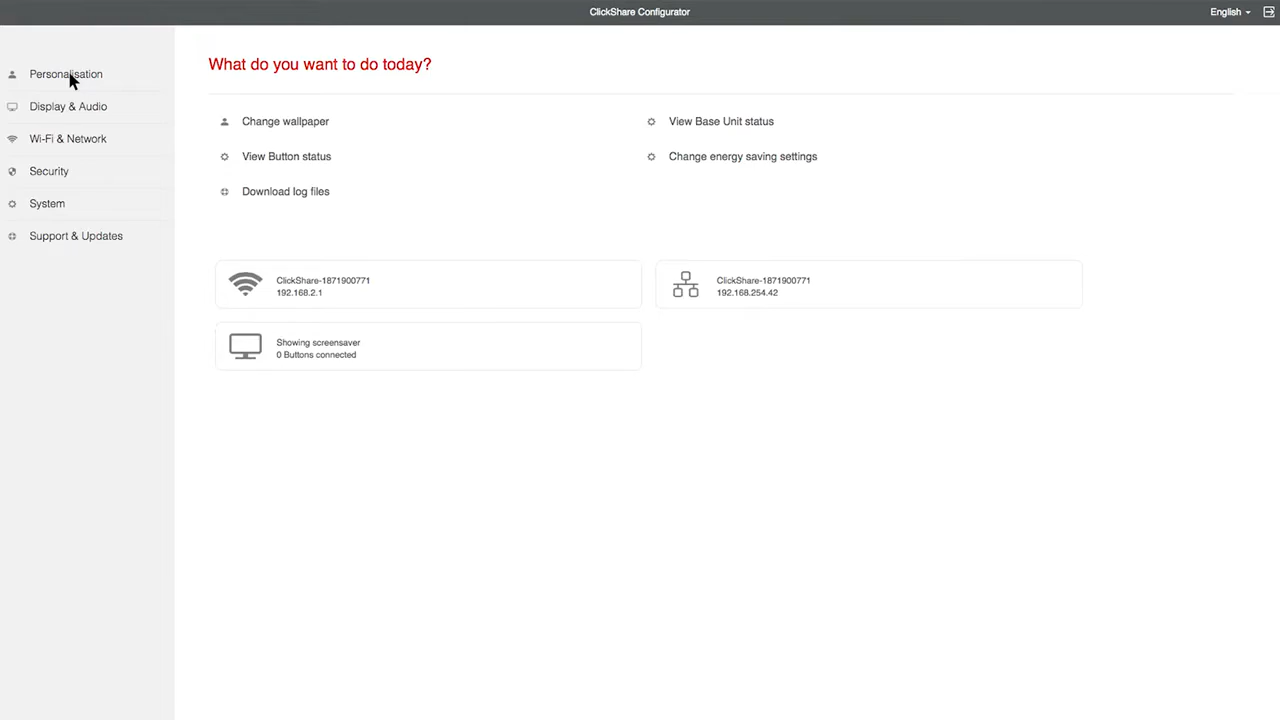 ClickShare Configurator
English
Personalisation
Display & Audio
Wi-Fi & Network
Security
System
Support & Updates
What do you want to do today?
Change wallpaper
View Base Unit status
View Button status
Change energy saving settings
Download log files
ClickShare-1871900771
192.168.2.1
ClickShare-1871900771
192.168.254.42
Showing screensaver
0 Buttons connected